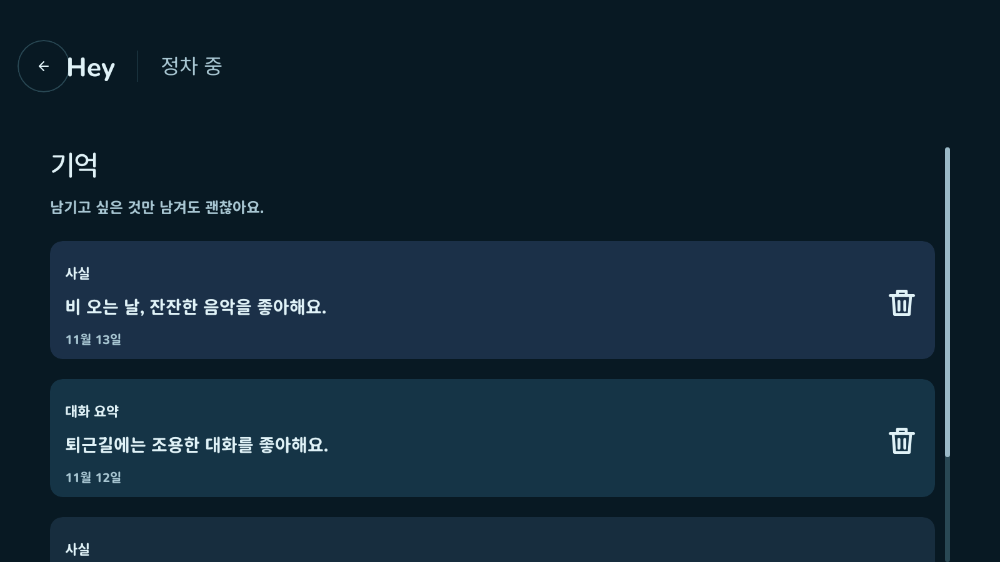 Hey
정차 중
기억
남기고 싶은 것만 남겨도 괜찮아요.
사실
비 오는 날, 잔잔한 음악을 좋아해요.
11월 13일
대화 요약
퇴근길에는 조용한 대화를 좋아해요.
11월 12일
사실